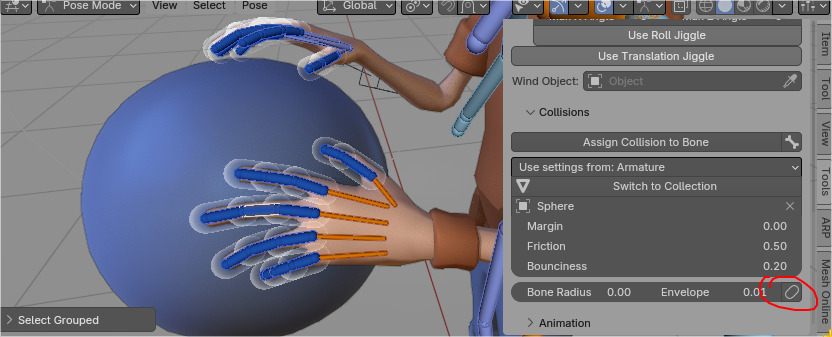 Pose Mode
View
Select
Pose
Global
Use Roll Jiggle
Use Translation Jiggle
Wind Object:
Object
Collisions
Assign Collision to Bone
Use settings from: Armature
Switch to Collection
Sphere
Margin 0.00
Friction 0.50
Bounciness 0.20
Bone Radius 0.00 Envelope 0.01
Animation
Select Grouped
Item
Tool
View
Tools
ARP
Mesh Online